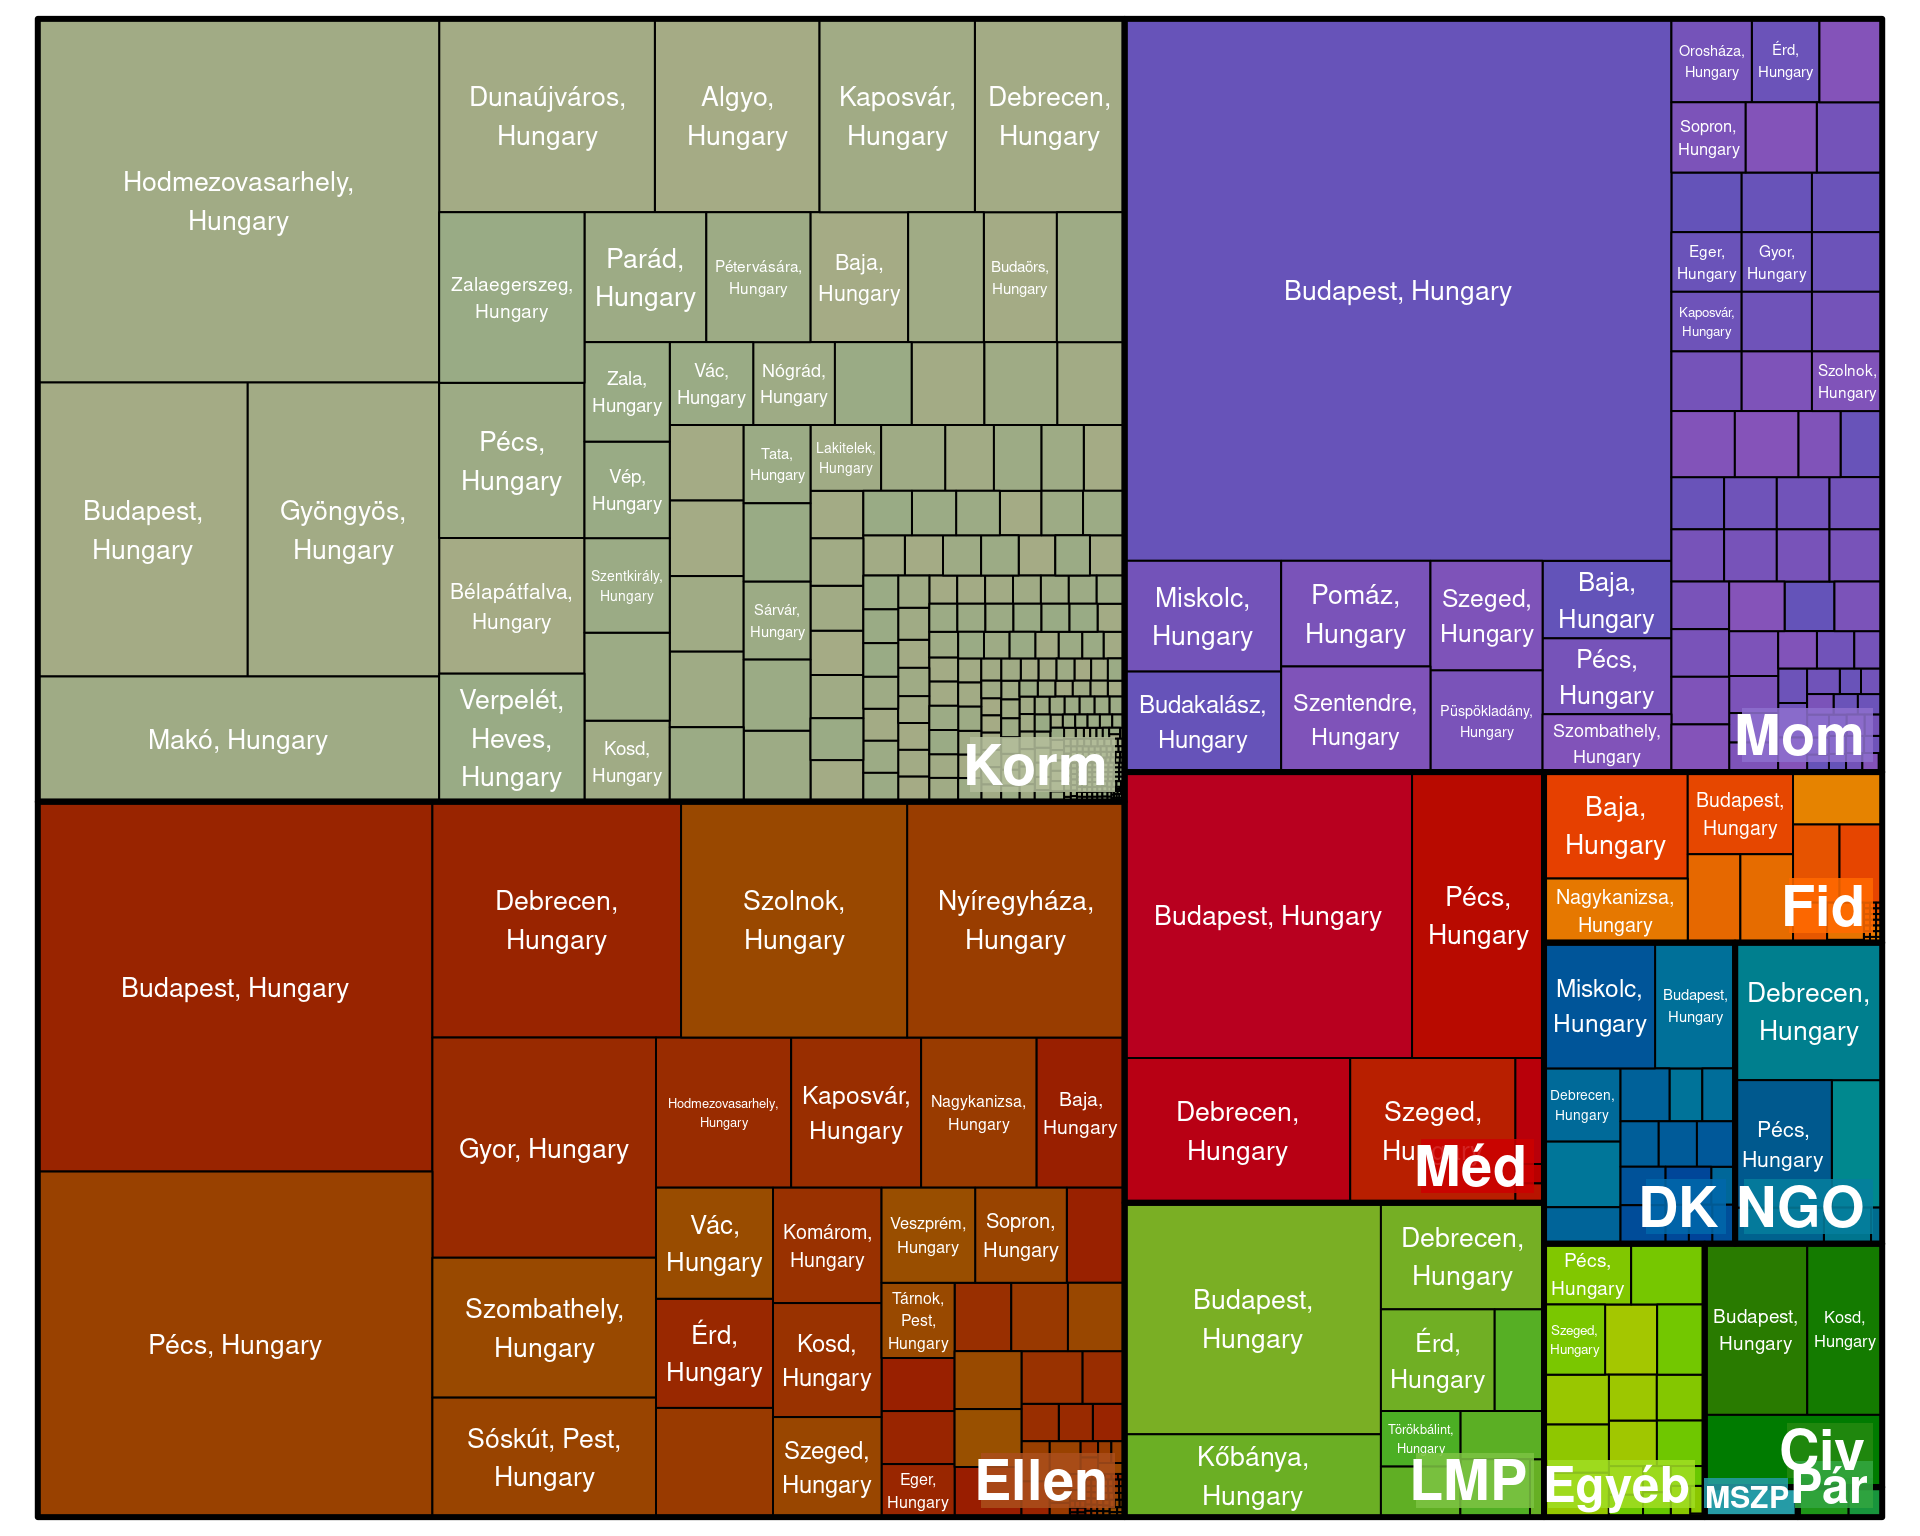 Hodmezovasarhely,
Hungary
Dunaújváros,
Hungary
Algyo,
Hungary
Kaposvár,
Hungary
Debrecen,
Hungary
Zalaegerszeg,
Hungary
Parád,
Hungary
Pétervására,
Hungary
Baja,
Hungary
Budaörs,
Hungary
Zala,
Hungary
Vác,
Hungary
Nógrád,
Hungary
Budapest,
Hungary
Gyöngyös,
Hungary
Pécs,
Hungary
Vép,
Hungary
Tata,
Hungary
Lakitelek,
Hungary
Bélapátfalva,
Hungary
Szentkirály,
Hungary
Sárvár,
Hungary
Makó, Hungary
Verpelét,
Heves,
Hungary
Kosd,
Hungary
Korm
Budapest, Hungary
Orosháza,
Hungary
Érd,
Hungary
Sopron,
Hungary
Eger,
Hungary
Gyor,
Hungary
Kaposvár,
Hungary
Szolnok,
Hungary
Miskolc,
Hungary
Pomáz,
Hungary
Szeged,
Hungary
Baja,
Hungary
Pécs,
Hungary
Budakalász,
Hungary
Szentendre,
Hungary
Püspökladány,
Hungary
Szombathely,
Hungary
Mom
Budapest, Hungary
Debrecen,
Hungary
Szolnok,
Hungary
Nyíregyháza,
Hungary
Gyor, Hungary
Hodmezovasarhely,
Hungary
Kaposvár,
Hungary
Nagykanizsa,
Hungary
Baja,
Hungary
Pécs, Hungary
Szombathely,
Hungary
Sóskút, Pest,
Hungary
Vác,
Hungary
Komárom,
Hungary
Veszprém,
Hungary
Sopron,
Hungary
Érd,
Hungary
Kosd,
Hungary
Tárnok,
Pest,
Hungary
Szeged,
Hungary
Eger,
Hungary
Ellen
Budapest, Hungary
Pécs,
Hungary
Debrecen,
Hungary
Szeged,
Hungary
Méd
Baja,
Hungary
Budapest,
Hungary
Nagykanizsa,
Hungary
Fid
Miskolc,
Hungary
Budapest,
Hungary
Debrecen,
Hungary
DK
Debrecen,
Hungary
Pécs,
Hungary
NGO
Budapest,
Hungary
Debrecen,
Hungary
Érd,
Hungary
Törökbálint,
Hungary
Kőbánya,
Hungary
LMP
Pécs,
Hungary
Szeged,
Hungary
Egyéb
Budapest,
Hungary
Kosd,
Hungary
Civ
MSZP
Pár